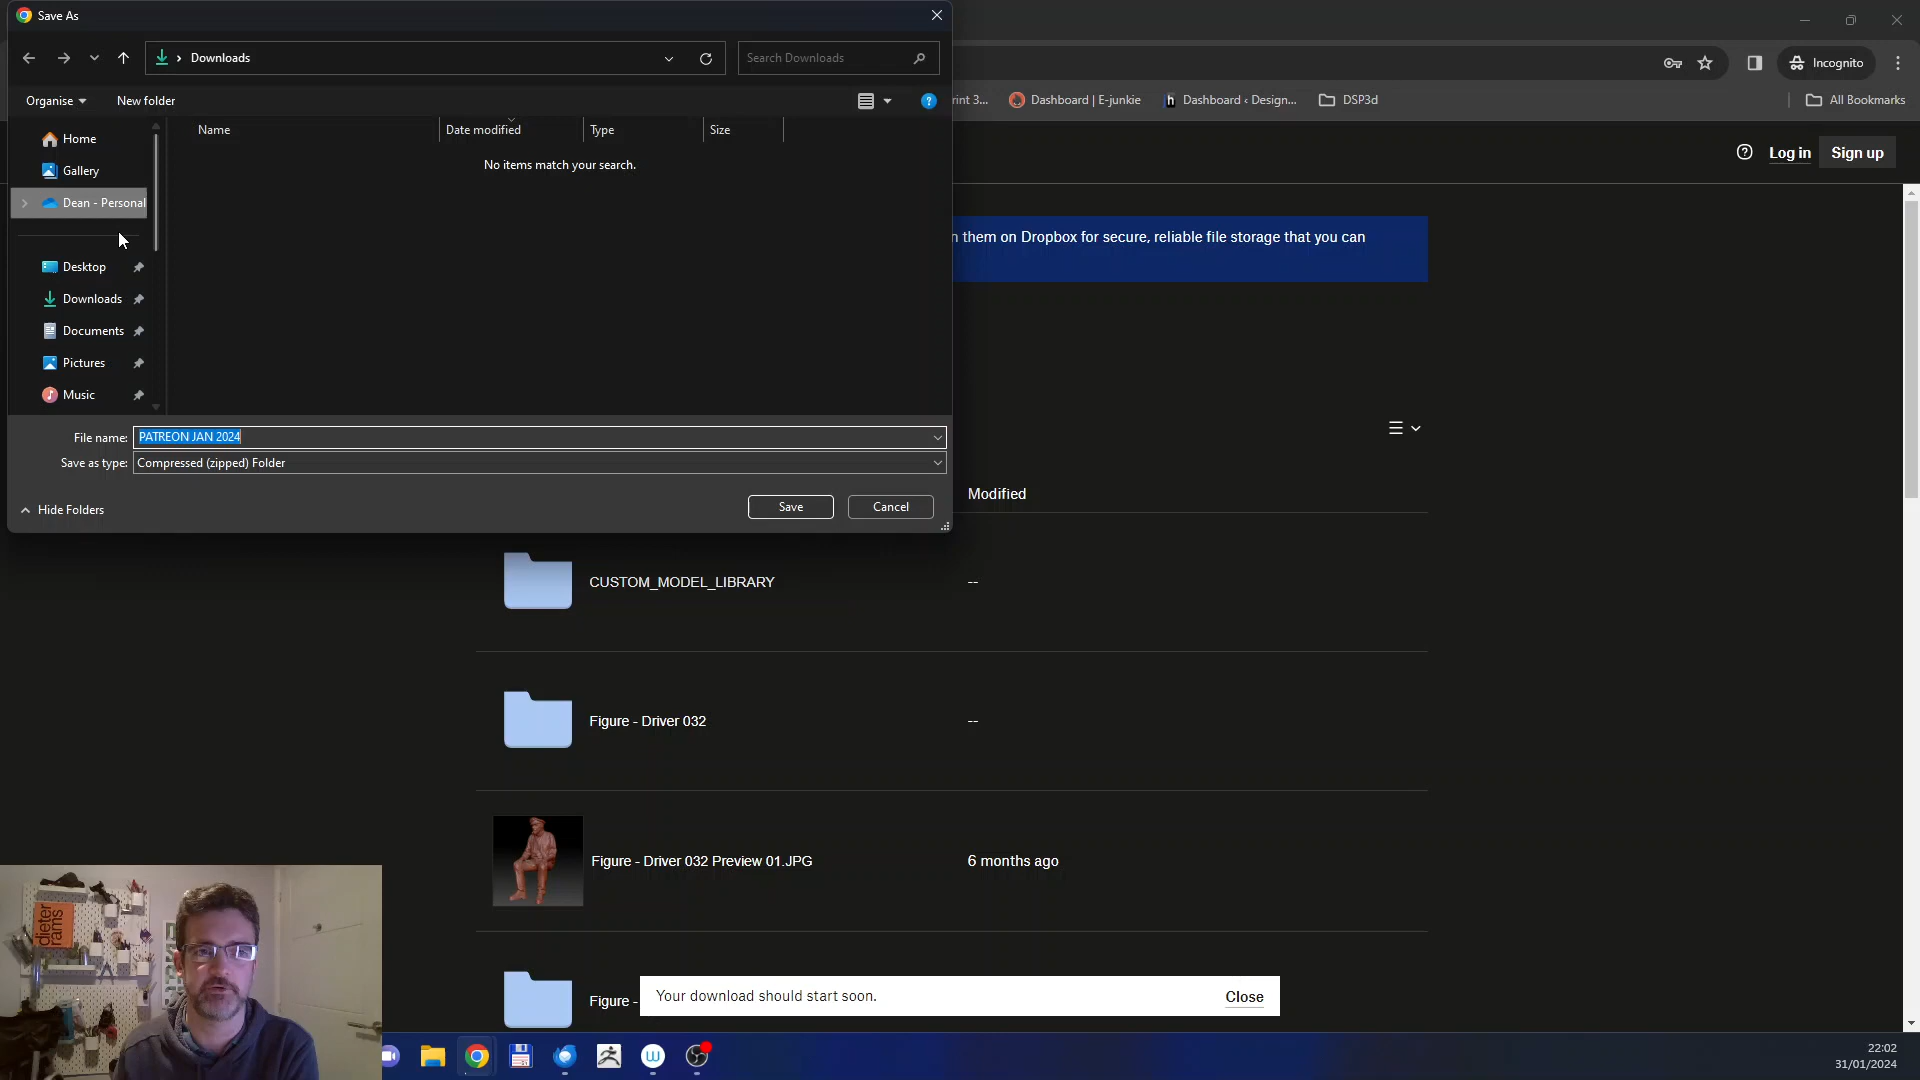 Save As
Downloads
Search Downloads
Organise
New folder
Home
Gallery
Dean - Personal
Desktop
Downloads
Documents
Pictures
Music
Name
Date modified
Type
Size
No items match your search.
File name: PATREON JAN 2024
Save as type: Compressed (zipped) Folder
Hide Folders
Save
Cancel
Incognito
rint 3...
Dashboard | E-junkie
h Dashboard ‹ Design...
DSP3d
All Bookmarks
Log in
Sign up
n them on Dropbox for secure, reliable file storage that you can
Modified
CUSTOM_MODEL_LIBRARY
--
Figure - Driver 032
--
Figure - Driver 032 Preview 01.JPG
6 months ago
Figure -
Your download should start soon.
Close
dieter
rams
22:02
31/01/2024